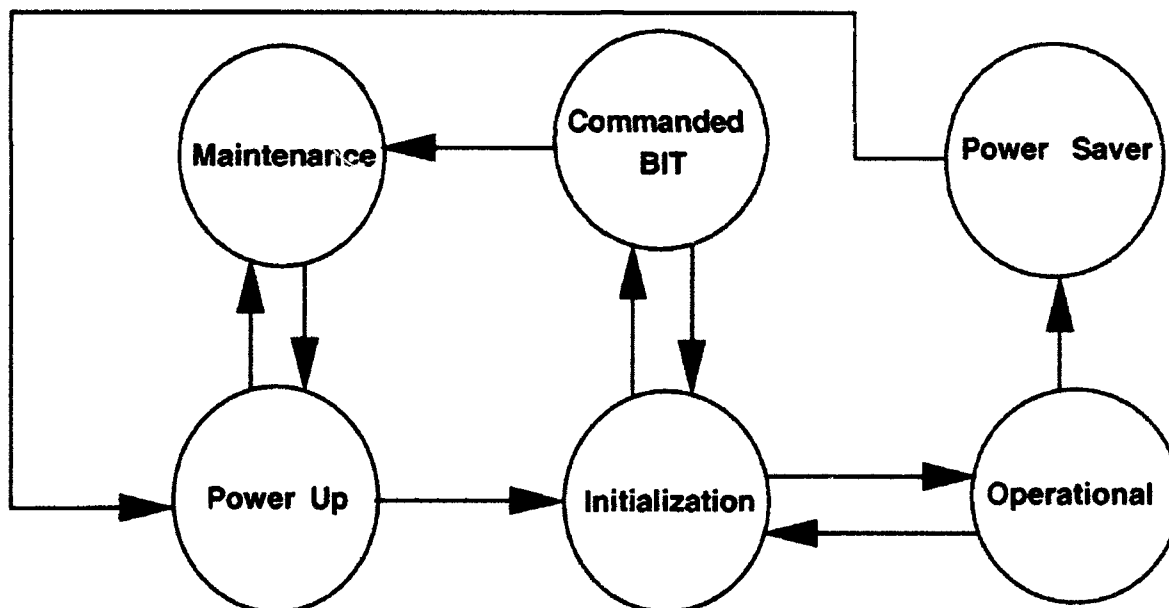 Maintenance
Commanded
BIT
Power Saver
Power Up
Initialization
Operational